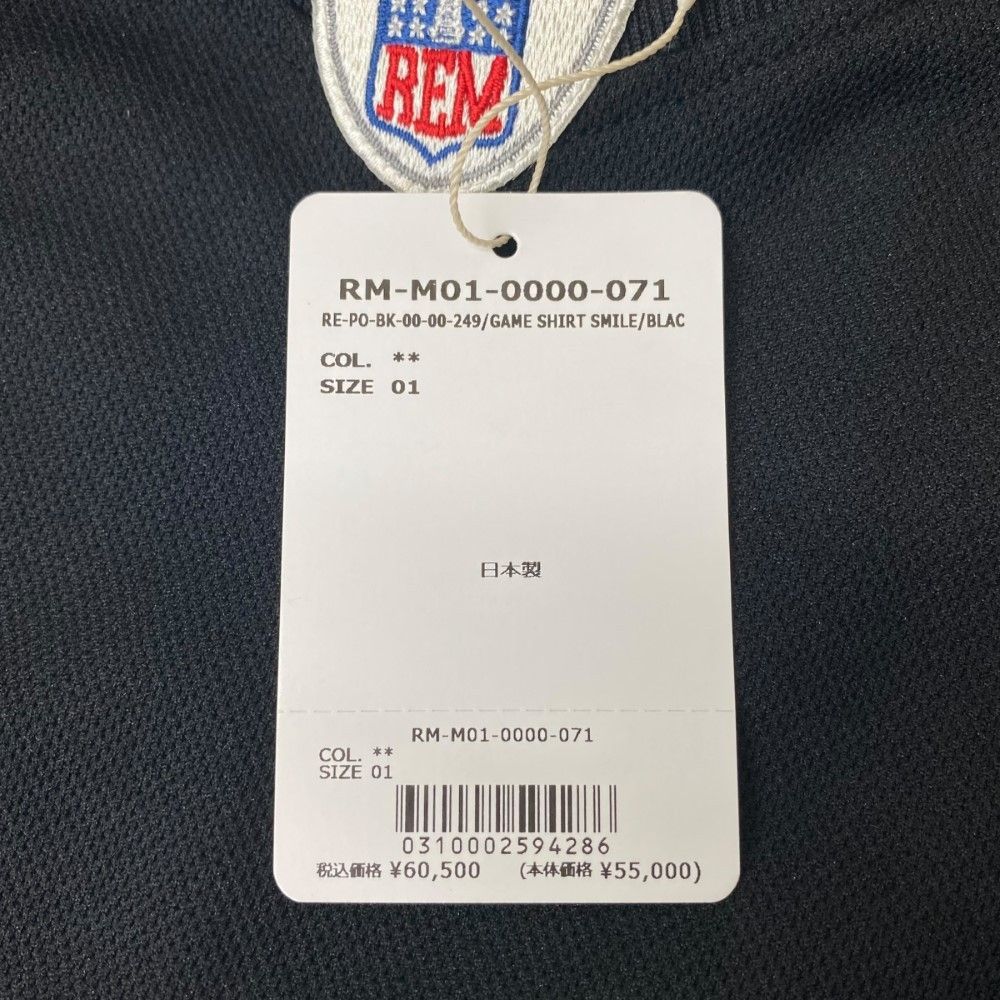 REM
RM-M01-0000-071
RE-PO-BK-00-00-249/GAME SHIRT SMILE/BLAC
COL. **
SIZE 01
日本製
RM-M01-0000-071
COL. **
SIZE 01
0310002594286
税込価格 ¥60,500 (本体価格 ¥55,000)